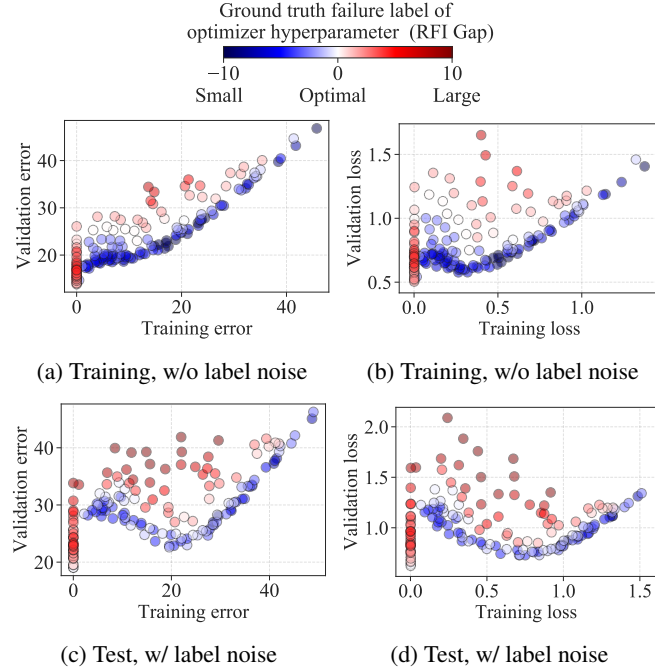 Ground truth failure label of
optimizer hyperparameter (RFI Gap)
−10 0 10
Small Optimal Large
Validation error
40
30
20
0 20 40
Training error
(a) Training, w/o label noise
Validation loss
1.5
1.0
0.5
0.0 0.5 1.0
Training loss
(b) Training, w/o label noise
Validation error
40
30
20
0 20 40
Training error
(c) Test, w/ label noise
Validation loss
2.0
1.5
1.0
0.0 0.5 1.0 1.5
Training loss
(d) Test, w/ label noise